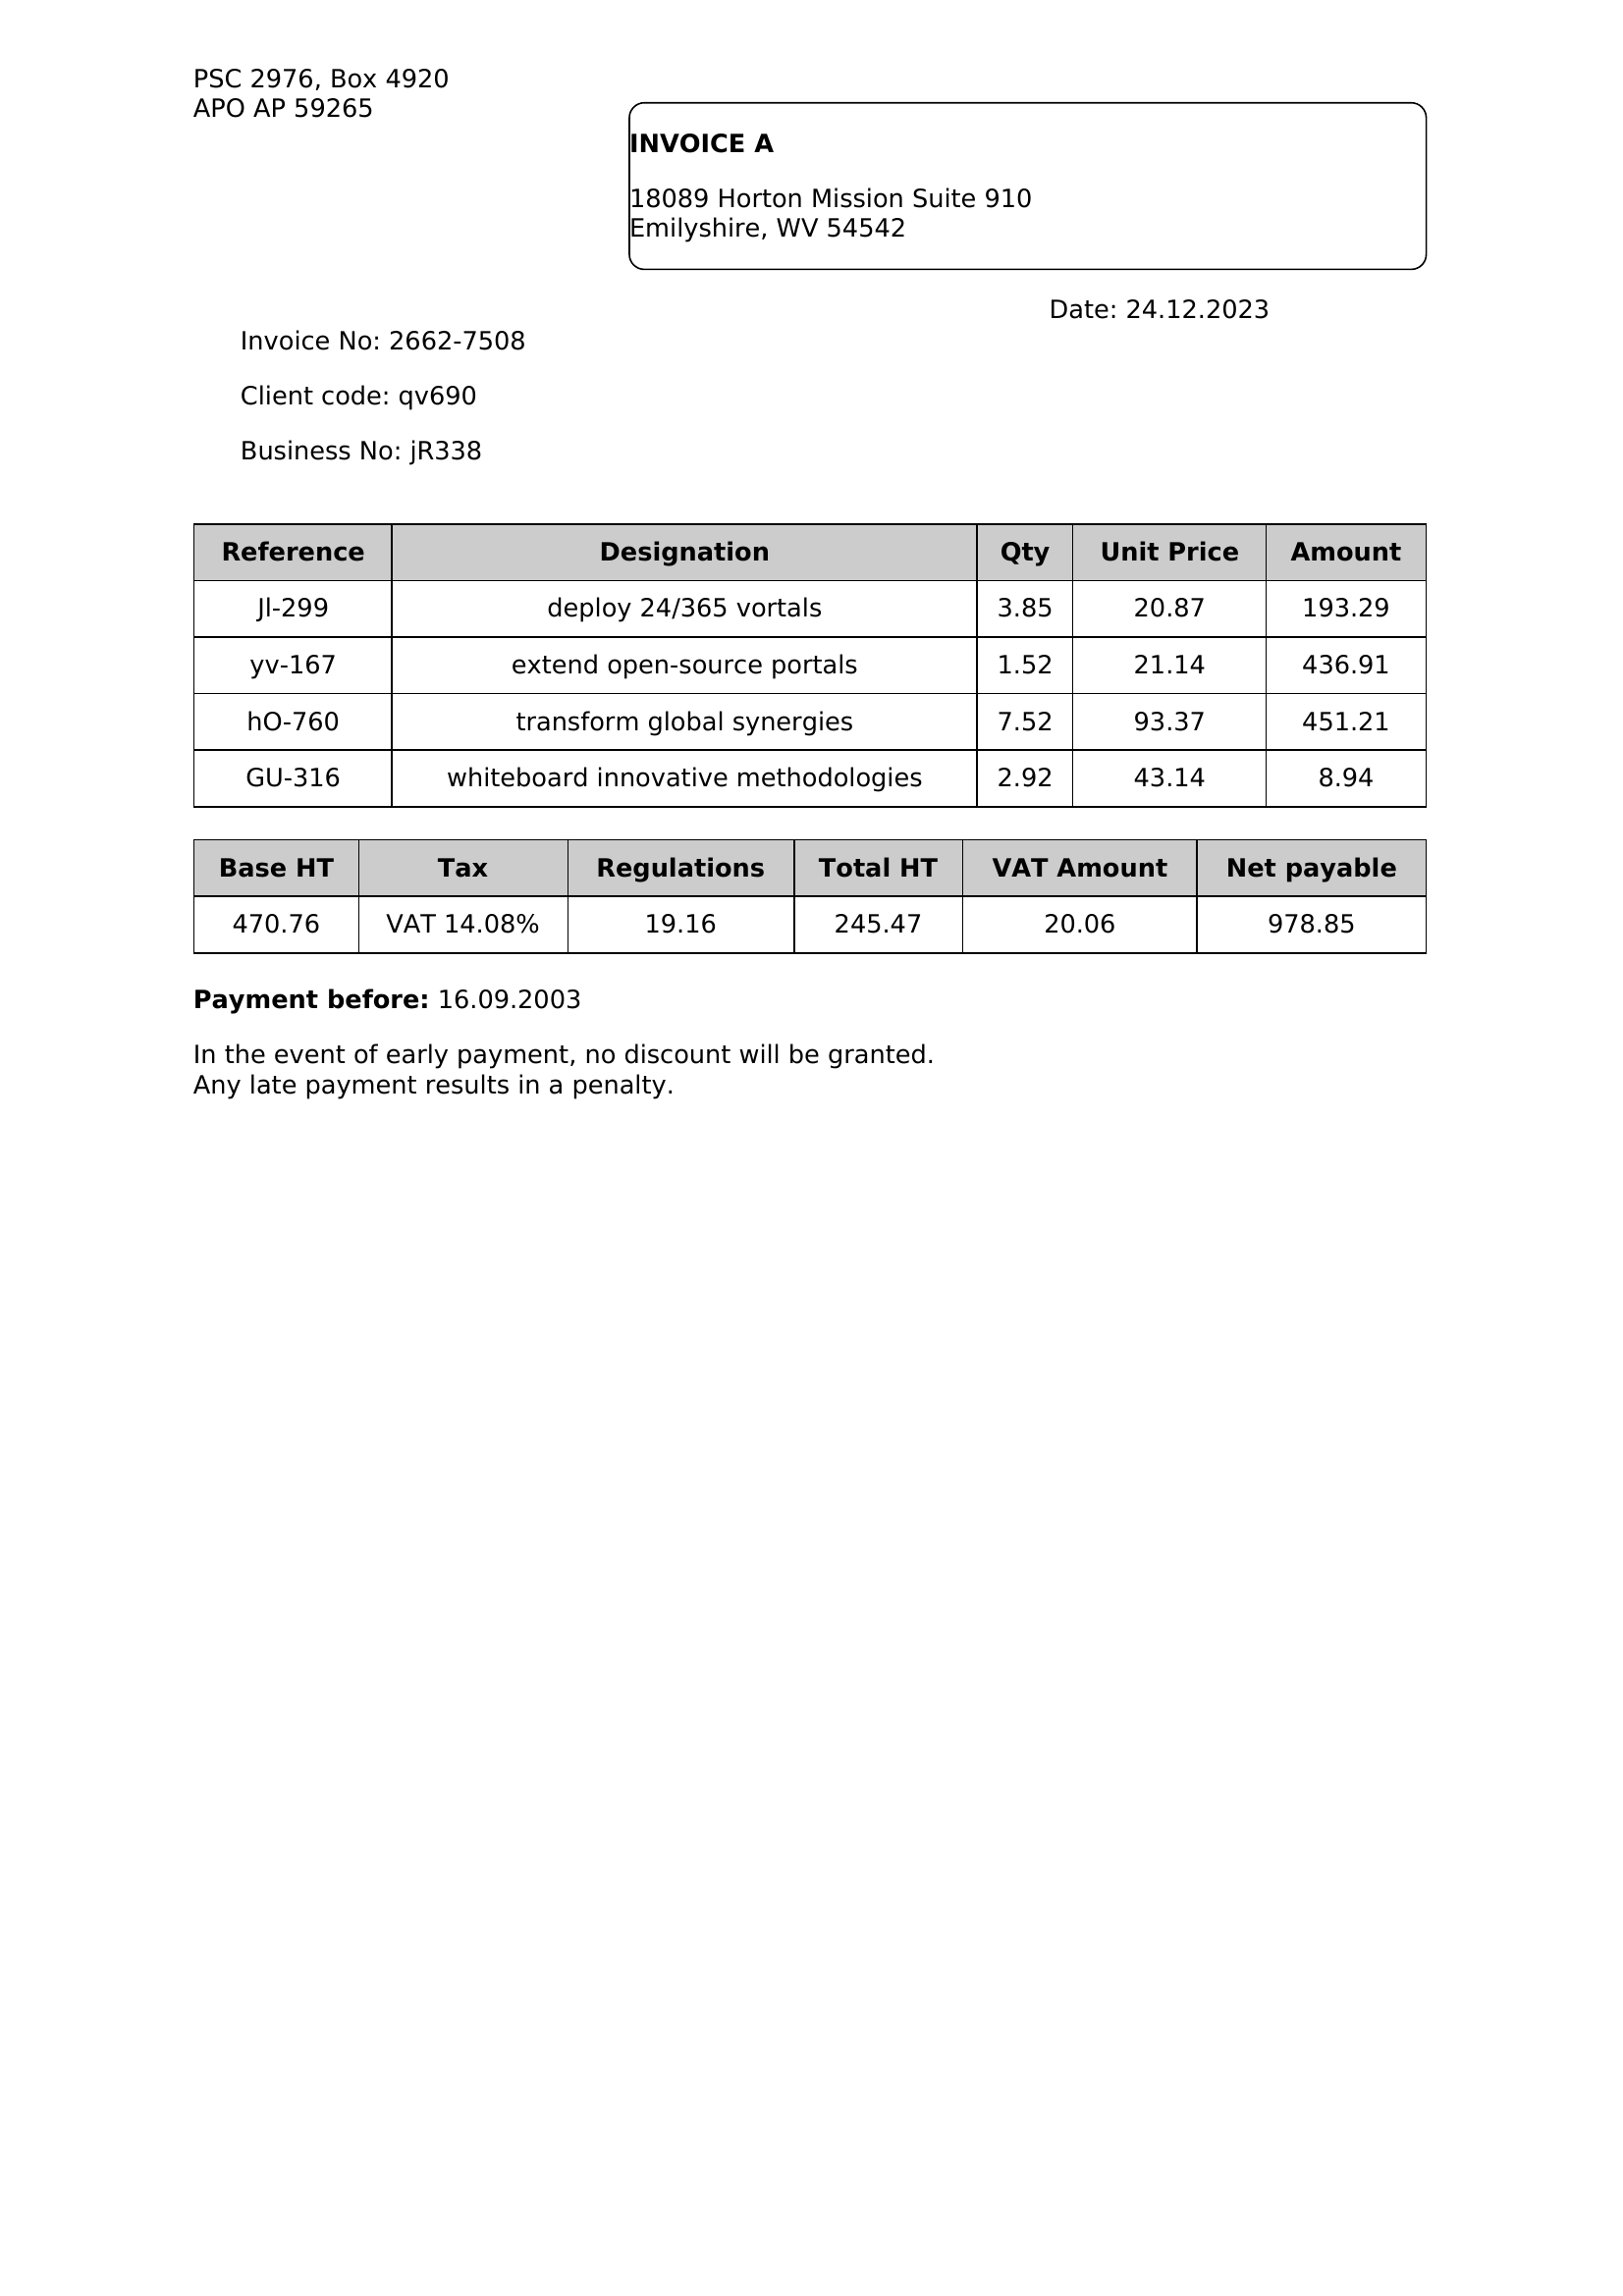 PSC 2976, Box 4920
APO AP 59265
INVOICE A
18089 Horton Mission Suite 910
Emilyshire, WV 54542
Date: 24.12.2023
Invoice No: 2662-7508
Client code: qv690
Business No: jR338
Reference Designation Qty Unit Price Amount
Jl-299 deploy 24/365 vortals 3.85 20.87 193.29
yv-167 extend open-source portals 1.52 21.14 436.91
hO-760 transform global synergies 7.52 93.37 451.21
GU-316 whiteboard innovative methodologies 2.92 43.14 8.94
Base HT Tax Regulations Total HT VAT Amount Net payable
470.76 VAT 14.08% 19.16 245.47 20.06 978.85
Payment before: 16.09.2003
In the event of early payment, no discount will be granted.
Any late payment results in a penalty.